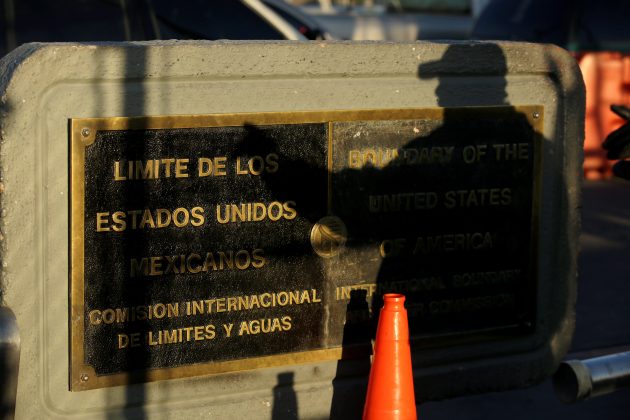 LIMITE DE LOS
ESTADOS UNIDOS
MEXICANOS
COMISION INTERNACIONAL
DE LIMITES Y AGUAS
BOUNDARY OF THE
UNITED STATES
OF AMERICA
INTERNATIONAL BOUNDARY
COMMISSION